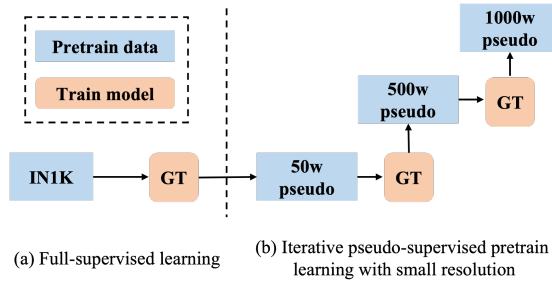 Pretrain data
Train model
IN1K
GT
50w
pseudo
GT
500w
pseudo
GT
1000w
pseudo
(a) Full-supervised learning
(b) Iterative pseudo-supervised pretrain
learning with small resolution